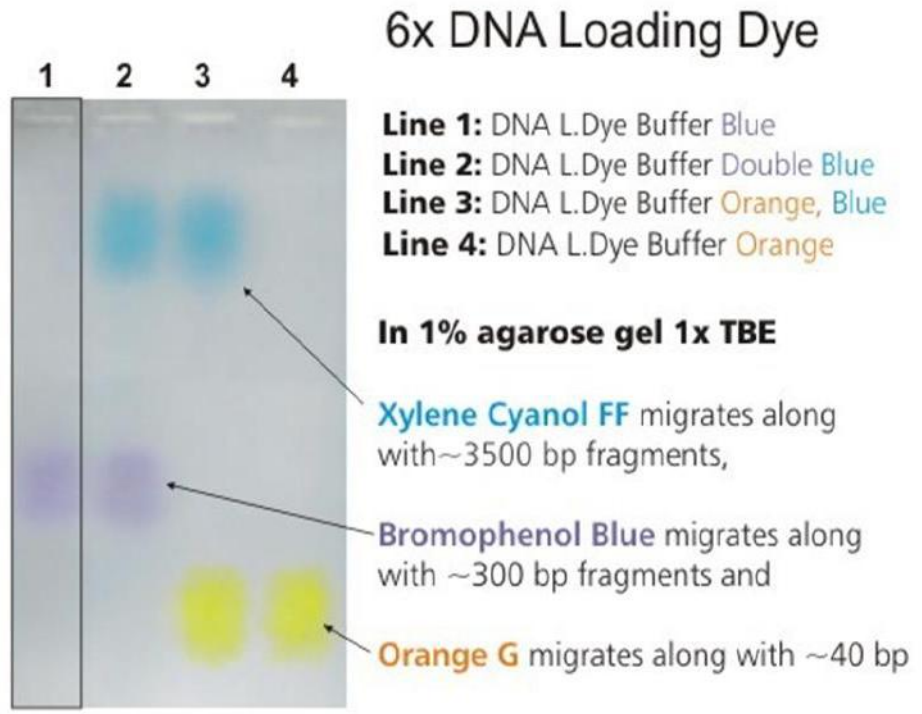 6x DNA Loading Dye
1 2 3 4
Line 1: DNA L.Dye Buffer Blue
Line 2: DNA L.Dye Buffer Double Blue
Line 3: DNA L.Dye Buffer Orange, Blue
Line 4: DNA L.Dye Buffer Orange
In 1% agarose gel 1x TBE
Xylene Cyanol FF migrates along
with~3500 bp fragments,
Bromophenol Blue migrates along
with ~300 bp fragments and
Orange G migrates along with ~40 bp